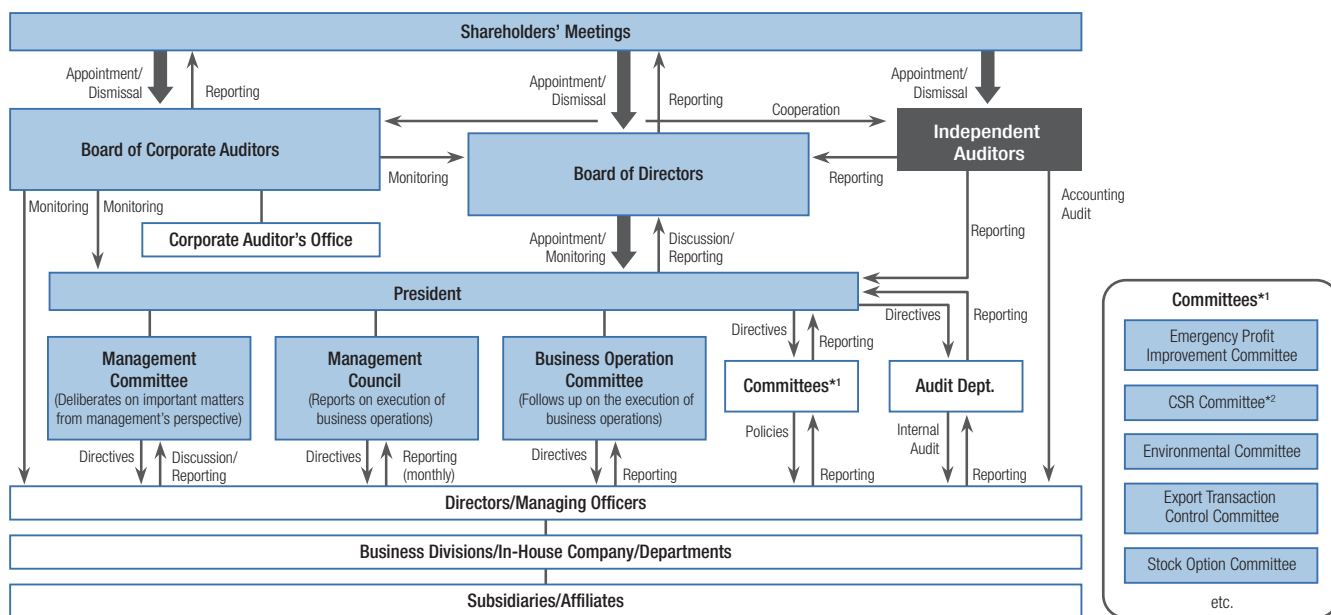 Shareholders' Meetings
Appointment/
Dismissal
Reporting
Appointment/
Dismissal
Reporting
Cooperation
Appointment/
Dismissal
Board of Corporate Auditors
Independent
Auditors
Monitoring
Board of Directors
Reporting
Monitoring
Monitoring
Accounting
Audit
Corporate Auditor's Office
Appointment/
Monitoring
Discussion/
Reporting
Reporting
President
Directives
Reporting
Directives
Reporting
Management
Committee
(Deliberates on important matters
from management's perspective)
Management
Council
(Reports on execution of
business operations)
Business Operation
Committee
(Follows up on the execution of
business operations)
Committees*1
Audit Dept.
Directives
Discussion/
Reporting
Directives
Reporting
(monthly)
Directives
Reporting
Policies
Reporting
Internal
Audit
Reporting
Directors/Managing Officers
Business Divisions/In-House Company/Departments
Subsidiaries/Affiliates
Committees*1
Emergency Profit
Improvement Committee
CSR Committee*2
Environmental Committee
Export Transaction
Control Committee
Stock Option Committee
etc.